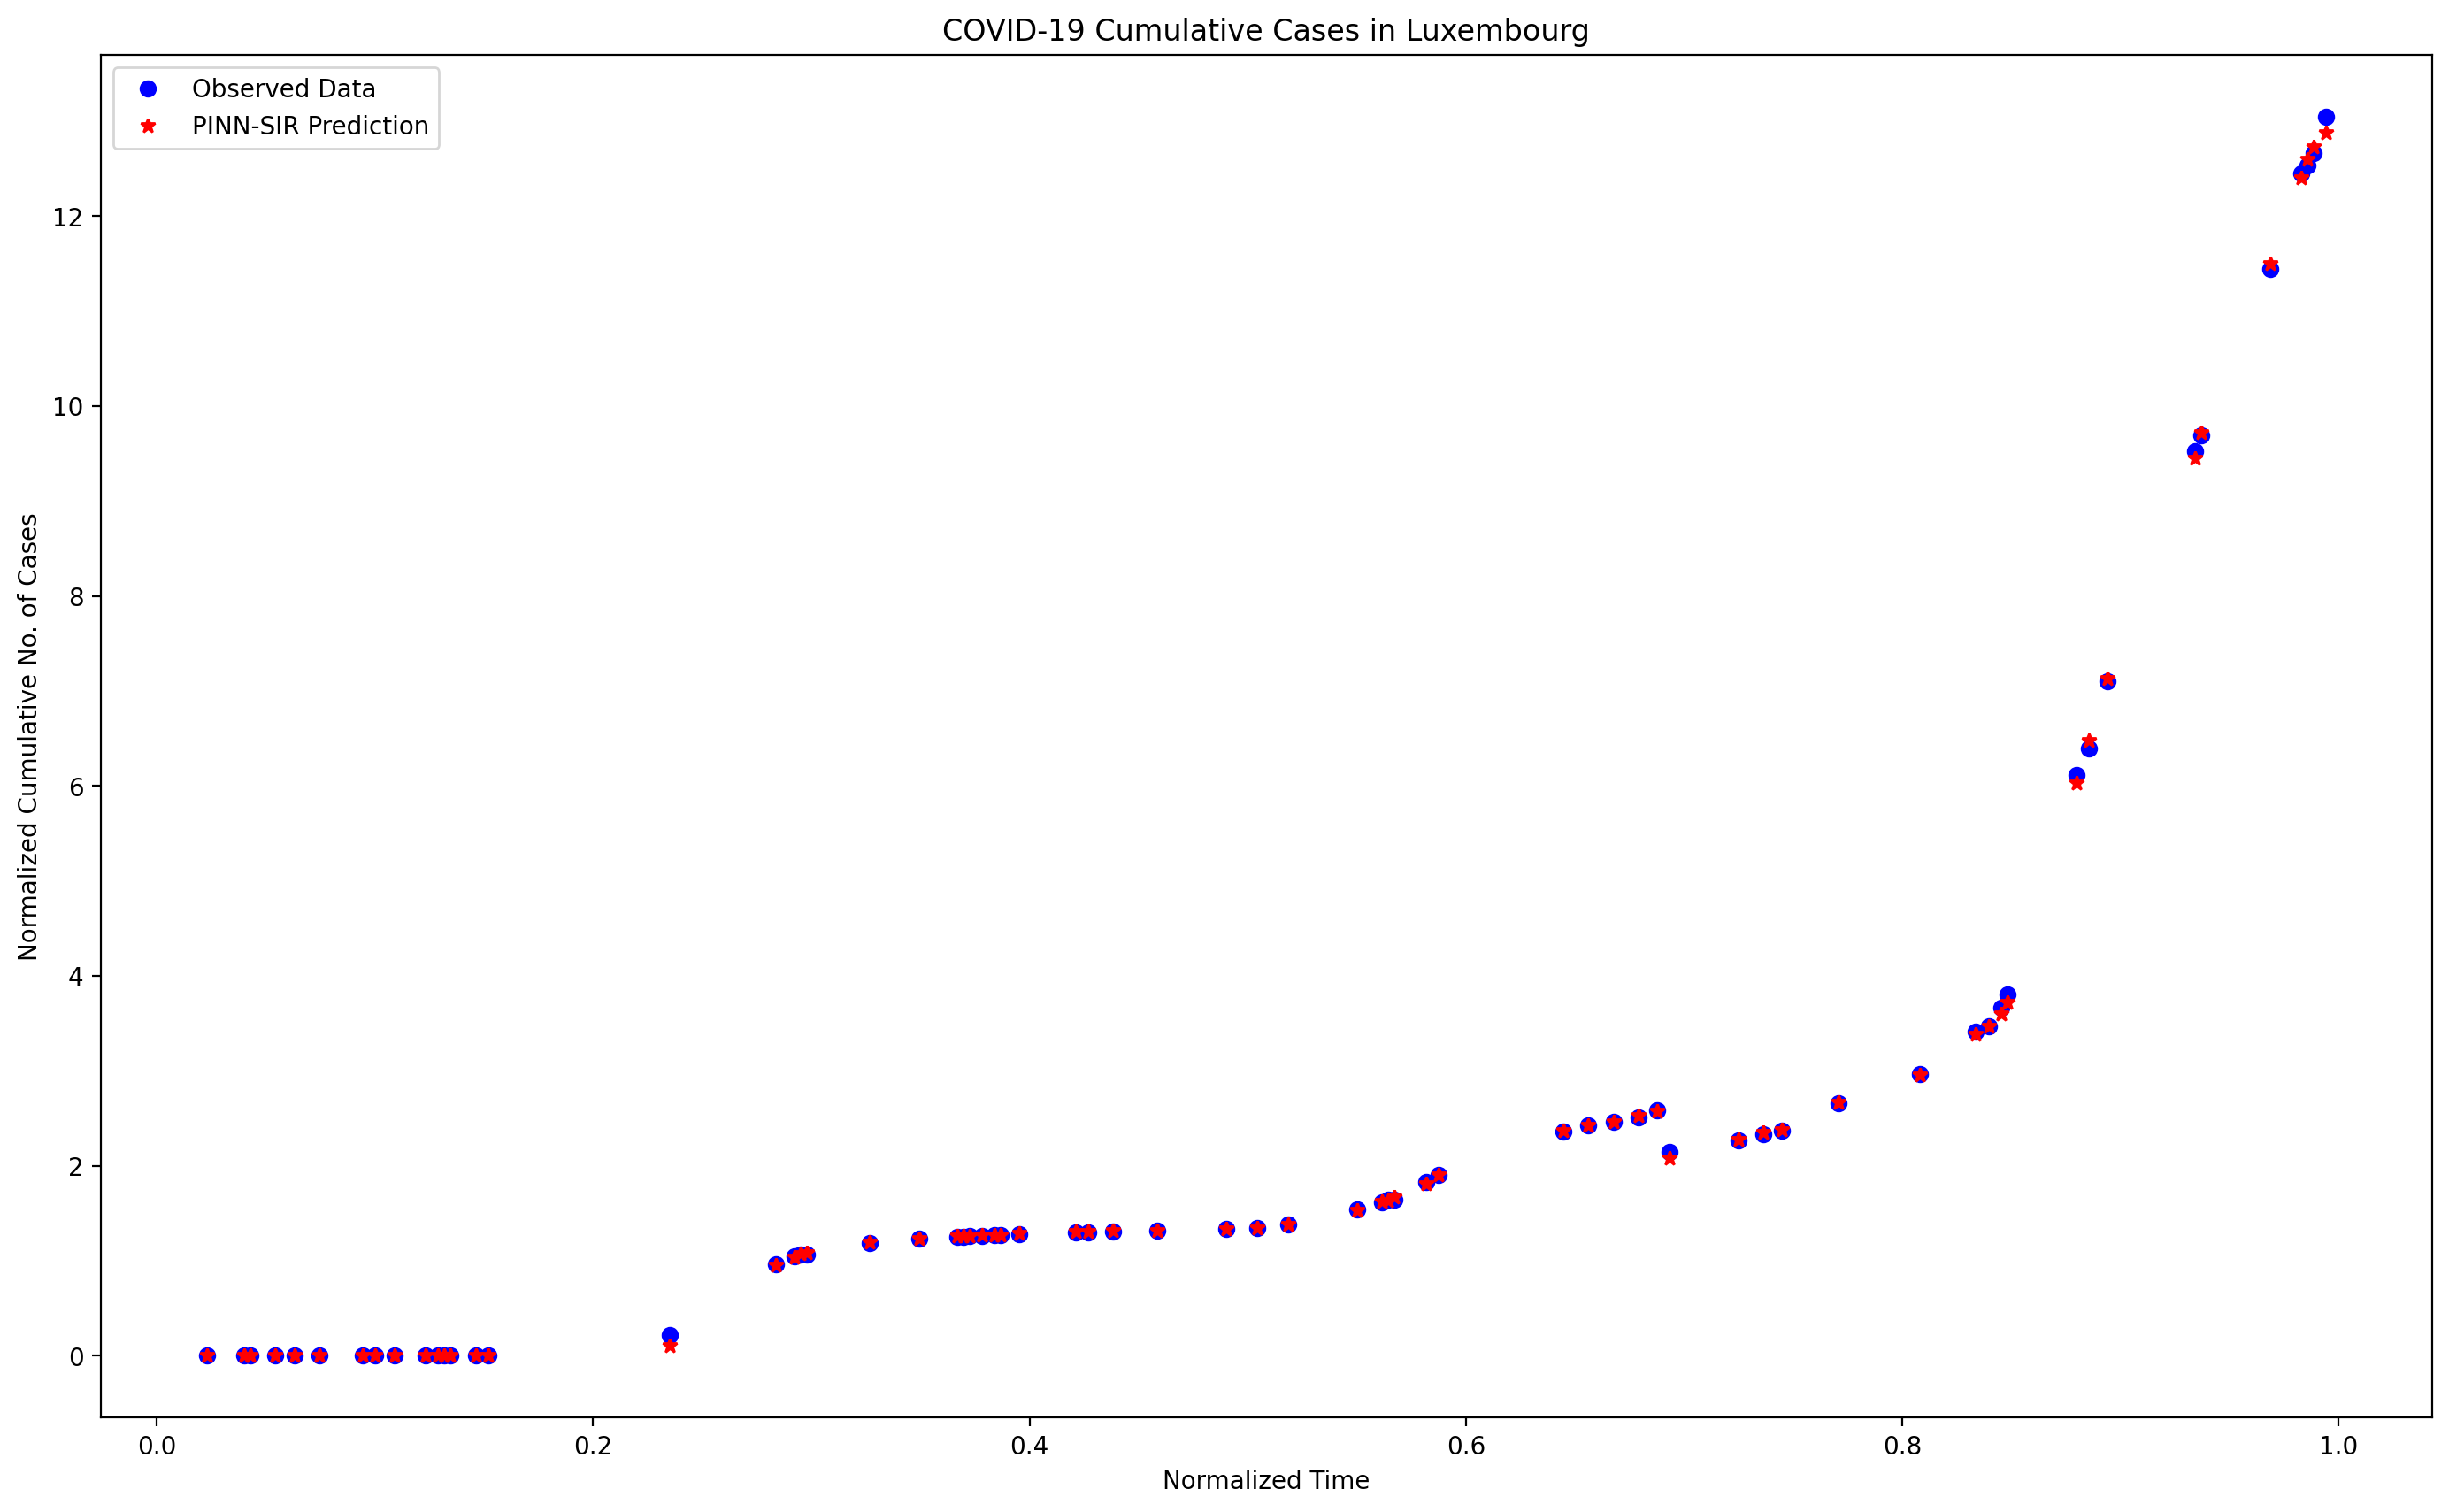 COVID-19 Cumulative Cases in Luxembourg
Observed Data
PINN-SIR Prediction
Normalized Cumulative No. of Cases
12
10
8
6
4
2
0
0.0 0.2 0.4 0.6 0.8 1.0
Normalized Time